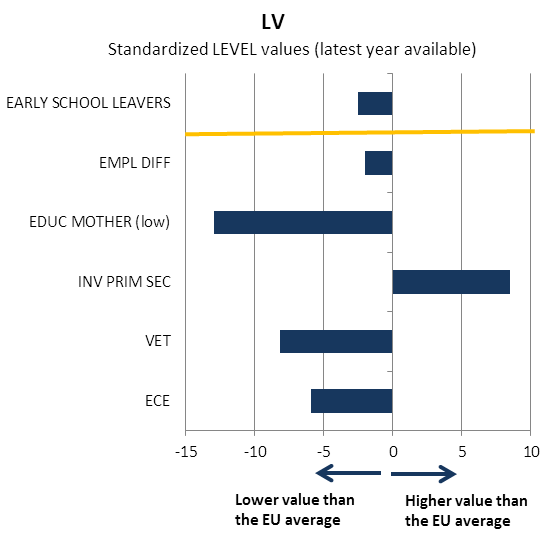 LV
Standardized LEVEL values (latest year available)
EARLY SCHOOL LEAVERS
EMPL DIFF
EDUC MOTHER (low)
INV PRIM SEC
VET
ECE
-15 -10 -5 0 5 10
Lower value than
the EU average
Higher value than
the EU average